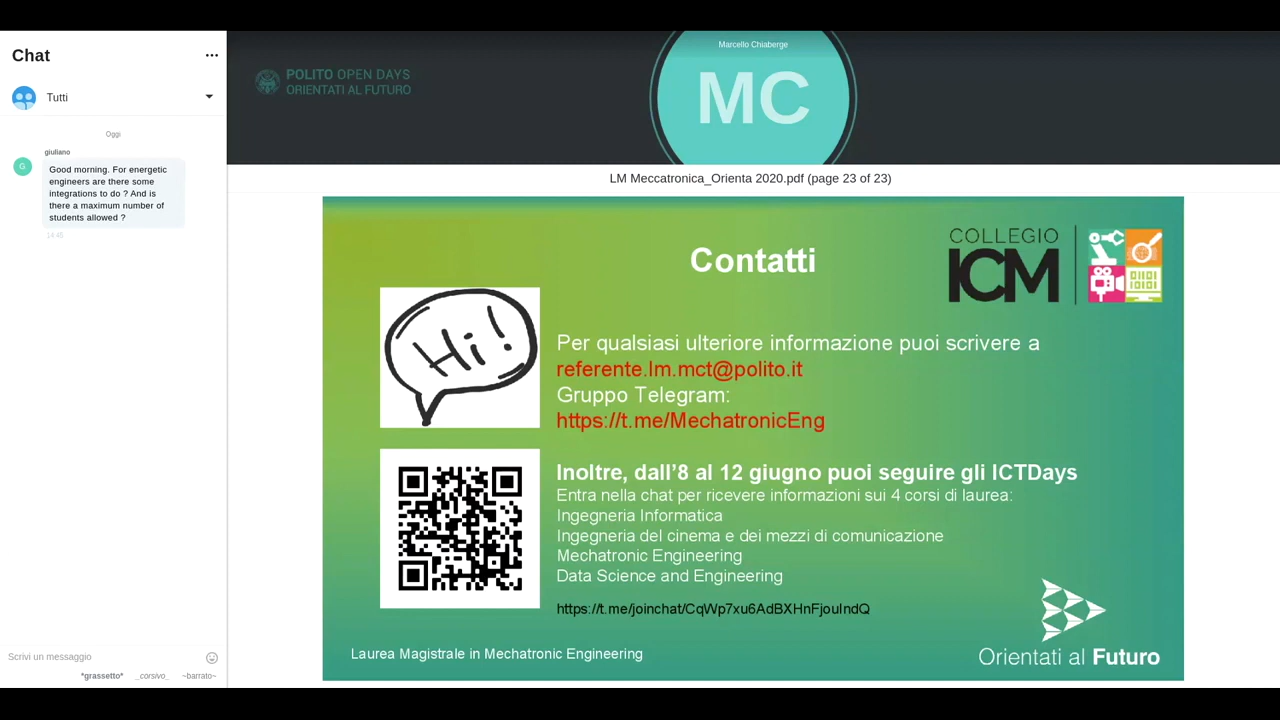 Chat
Tutti
Oggi
giuliano
G
Good morning. For energetic
engineers are there some
integrations to do ? And is
there a maximum number of
students allowed ?
14:45
Scrivi un messaggio
*grassetto* _corsivo_ ~barrato~
POLITO OPEN DAYS
ORIENTATI AL FUTURO
Marcello Chiaberge
MC
LM Meccatronica_Orienta 2020.pdf (page 23 of 23)
COLLEGIO
ICM
Contatti
Hi!
Per qualsiasi ulteriore informazione puoi scrivere a
referente.lm.mct@polito.it
Gruppo Telegram:
https://t.me/MechatronicEng
Inoltre, dall'8 al 12 giugno puoi seguire gli ICTDays
Entra nella chat per ricevere informazioni sui 4 corsi di laurea:
Ingegneria Informatica
Ingegneria del cinema e dei mezzi di comunicazione
Mechatronic Engineering
Data Science and Engineering
https://t.me/joinchat/CqWp7xu6AdBXHnFjouIndQ
Laurea Magistrale in Mechatronic Engineering
Orientati al Futuro